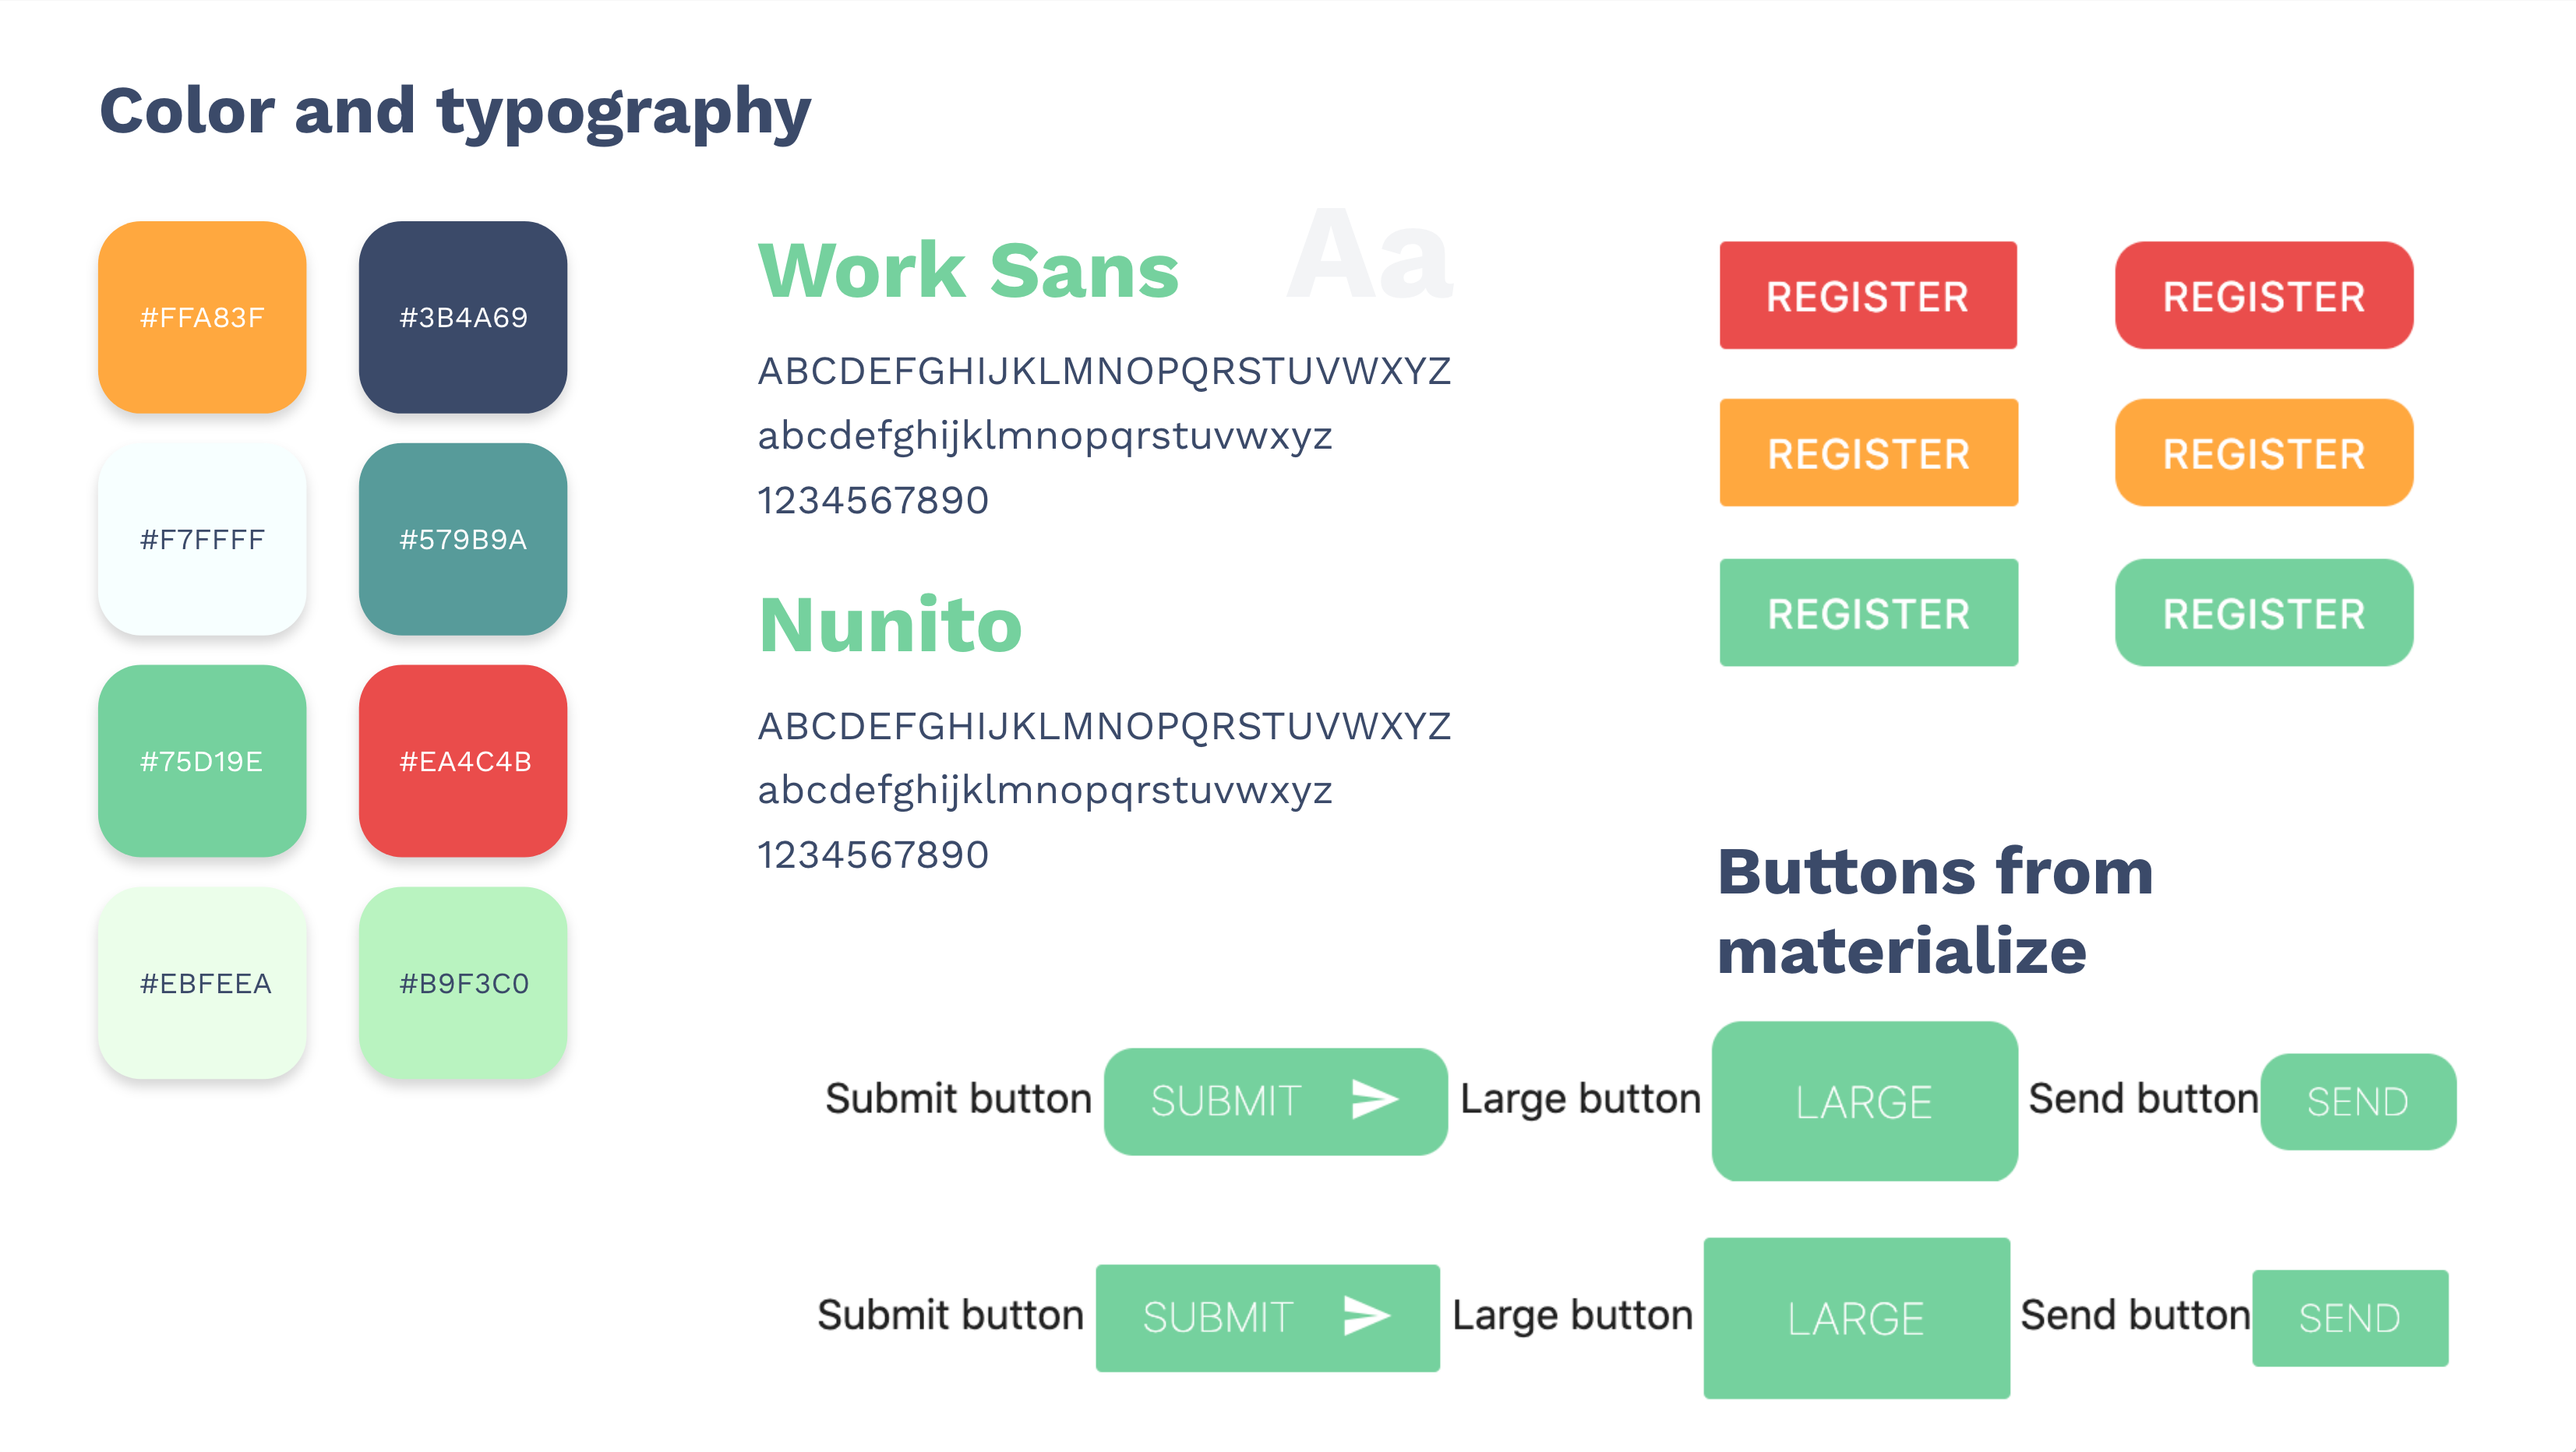 Color and typography
#FFA83F
#3B4A69
#F7FFFF
#579B9A
#75D19E
#EA4C4B
#EBFEEA
#B9F3C0
Work Sans
Aa
ABCDEFGHIJKLMNOPQRSTUVWXYZ
abcdefghijklmnopqrstuvwxyz
1234567890
Nunito
ABCDEFGHIJKLMNOPQRSTUVWXYZ
abcdefghijklmnopqrstuvwxyz
1234567890
REGISTER
REGISTER
REGISTER
REGISTER
REGISTER
REGISTER
Buttons from
materialize
Submit button SUBMIT Large button LARGE Send button SEND
Submit button SUBMIT Large button LARGE Send button SEND